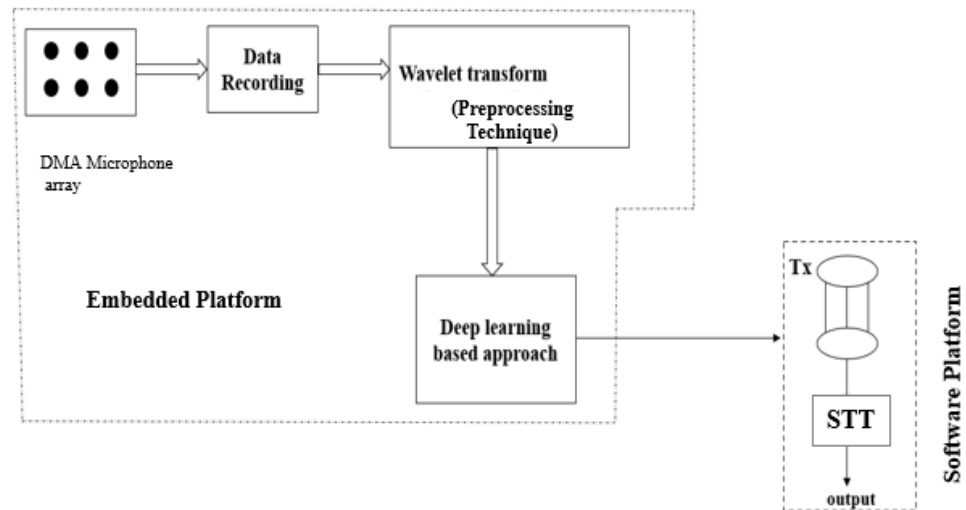 Data
Recording
Wavelet transform
(Preprocessing
Technique)
DMA Microphone
array
Embedded Platform
Deep learning
based approach
Tx
STT
output
Software Platform